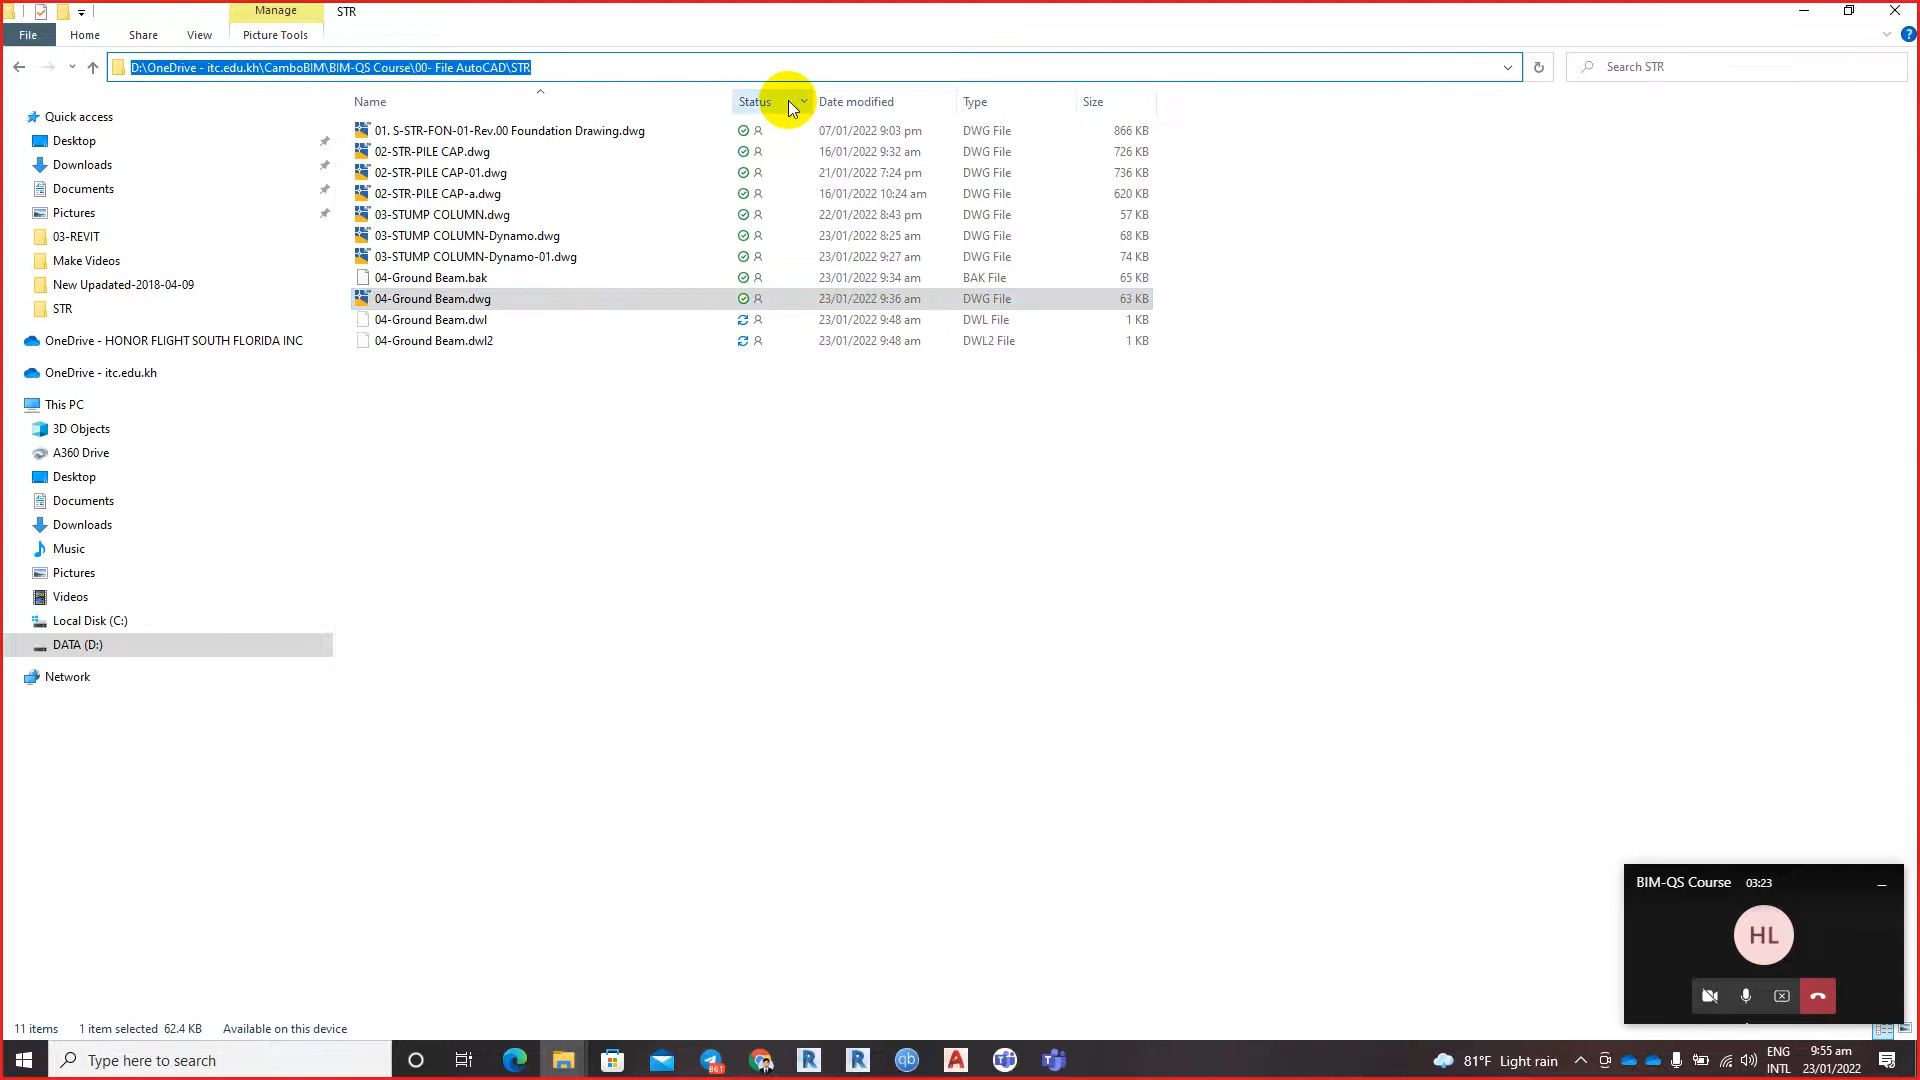 Manage
STR
File
Home
Share
View
Picture Tools
D:\OneDrive - itc.edu.kh\CamboBIM\BIM-QS Course\00- File AutoCAD\STR
Search STR
Name Status Date modified Type Size
01. S-STR-FON-01-Rev.00 Foundation Drawing.dwg 07/01/2022 9:03 pm DWG File 866 KB
02-STR-PILE CAP.dwg 16/01/2022 9:32 am DWG File 726 KB
02-STR-PILE CAP-01.dwg 21/01/2022 7:24 pm DWG File 736 KB
02-STR-PILE CAP-a.dwg 16/01/2022 10:24 am DWG File 620 KB
03-STUMP COLUMN.dwg 22/01/2022 8:43 pm DWG File 57 KB
03-STUMP COLUMN-Dynamo.dwg 23/01/2022 8:25 am DWG File 68 KB
03-STUMP COLUMN-Dynamo-01.dwg 23/01/2022 9:27 am DWG File 74 KB
04-Ground Beam.bak 23/01/2022 9:34 am BAK File 65 KB
04-Ground Beam.dwg 23/01/2022 9:36 am DWG File 63 KB
04-Ground Beam.dwl 23/01/2022 9:48 am DWL File 1 KB
04-Ground Beam.dwl2 23/01/2022 9:48 am DWL2 File 1 KB
Quick access
Desktop
Downloads
Documents
Pictures
03-REVIT
Make Videos
New Upadated-2018-04-09
STR
OneDrive - HONOR FLIGHT SOUTH FLORIDA INC
OneDrive - itc.edu.kh
This PC
3D Objects
A360 Drive
Desktop
Documents
Downloads
Music
Pictures
Videos
Local Disk (C:)
DATA (D:)
Network
BIM-QS Course 03:23
HL
11 items 1 item selected 62.4 KB Available on this device
Type here to search
861
R
R
qb
A
81°F Light rain
ENG
INTL
9:55 am
23/01/2022